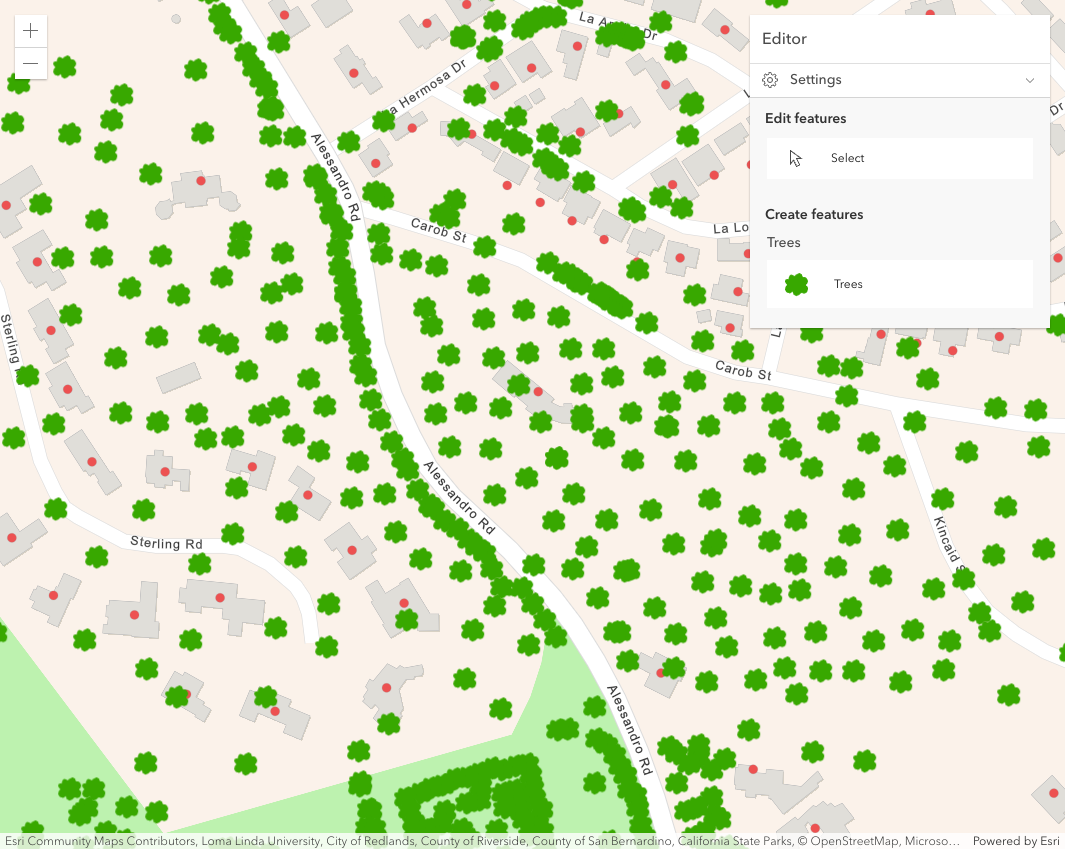 La
Dr
Editor
Settings
Edit features
Select
Create features
Trees
Trees
a Hermosa Dr
Dr
Alessandro Rd
Carob St
La Lo
Sterling
Carob St
Alessandro Rd
Kincaid S
Sterling Rd
Alessandro Rd
Esri Community Maps Contributors, Loma Linda University, City of Redlands, County of Riverside, County of San Bernardino, California State Parks, © OpenStreetMap, Microso...
Powered by Esri